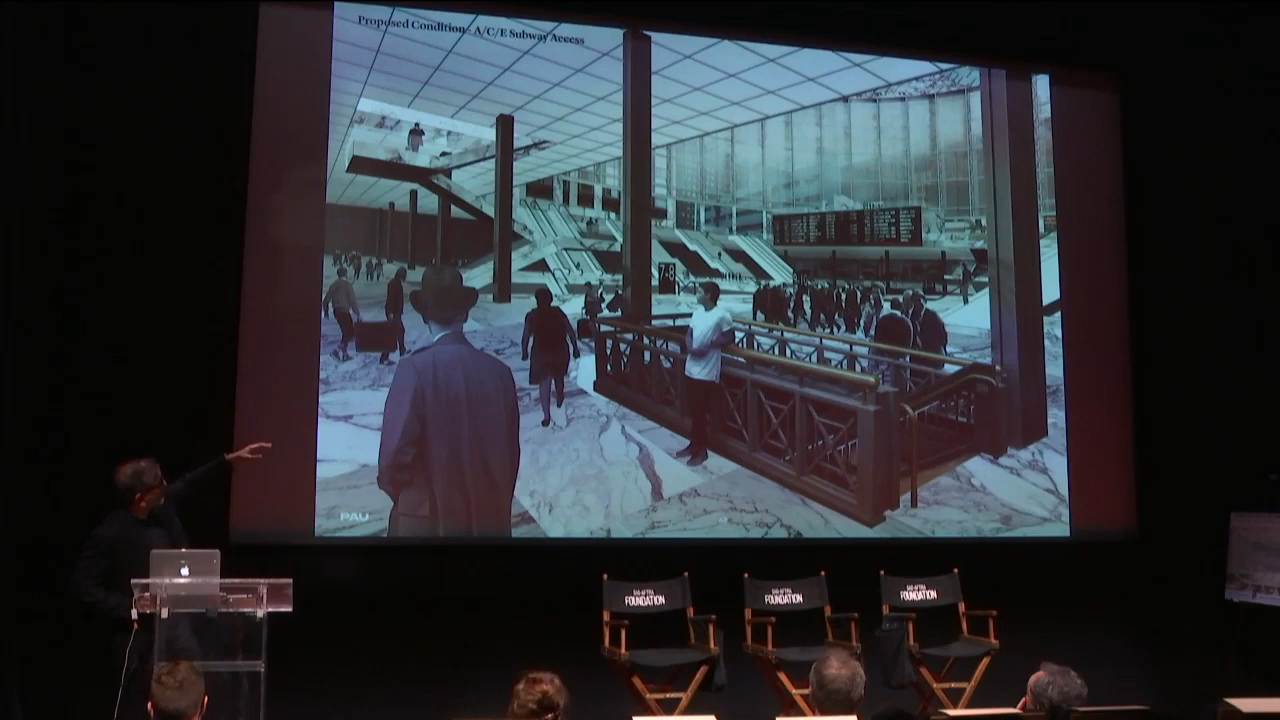 Proposed Condition - A/C/E Subway Access
7-8
PAU
SAG-AFTRA
FOUNDATION
SAG-AFTRA
FOUNDATION
SAG-AFTRA
FOUNDATION